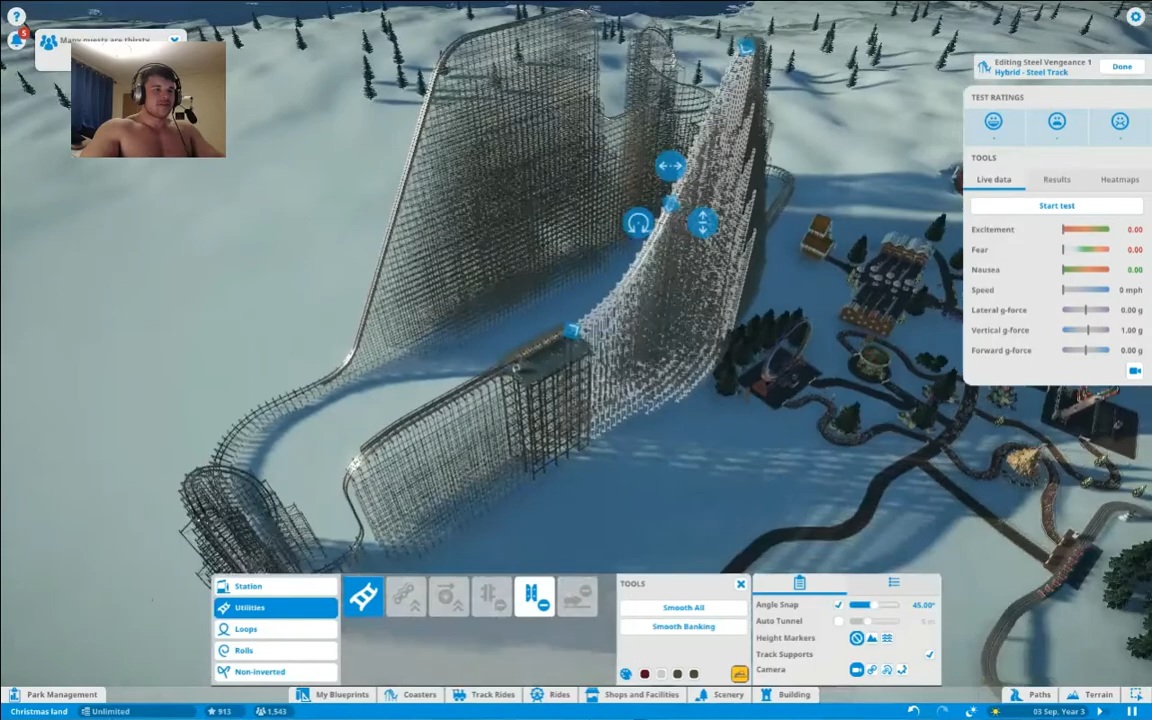 ?
5
Many guests are thirsty
Editing Steel Vengeance 1
Hybrid - Steel Track
Done
TEST RATINGS
- - -
TOOLS
Live data Results Heatmaps
Start test
Excitement 0.00
Fear 0.00
Nausea 0.00
Speed 0 mph
Lateral g-force 0.00 g
Vertical g-force 1.00 g
Forward g-force 0.00 g
Station
Utilities
Loops
Rolls
Non-inverted
TOOLS
Smooth All
Smooth Banking
Angle Snap 45.00°
Auto Tunnel 5 m
Height Markers
Track Supports
Camera
Park Management My Blueprints Coasters Track Rides Rides Shops and Facilities Scenery Building Paths Terrain
Christmas land Unlimited 913 1,543 03 Sep, Year 3